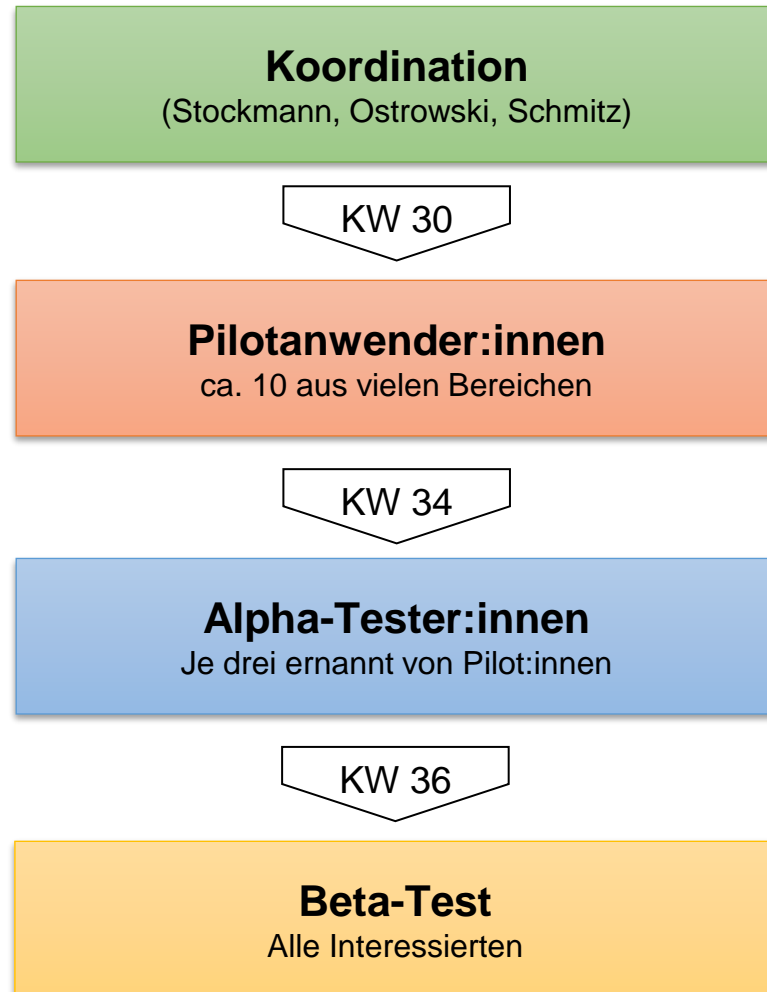 Koordination
(Stockmann, Ostrowski, Schmitz)
KW 30
Pilotanwender:innen
ca. 10 aus vielen Bereichen
KW 34
Alpha-Tester:innen
Je drei ernannt von Pilot:innen
KW 36
Beta-Test
Alle Interessierten